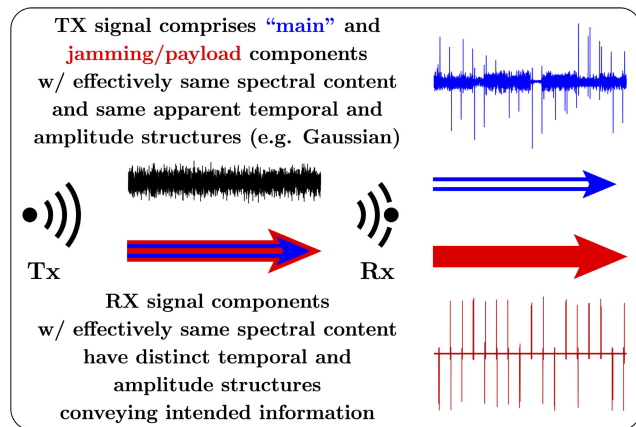 TX signal comprises “main” and
jamming/payload components
w/ effectively same spectral content
and same apparent temporal and
amplitude structures (e.g. Gaussian)
Tx
Rx
RX signal components
w/ effectively same spectral content
have distinct temporal and
amplitude structures
conveying intended information